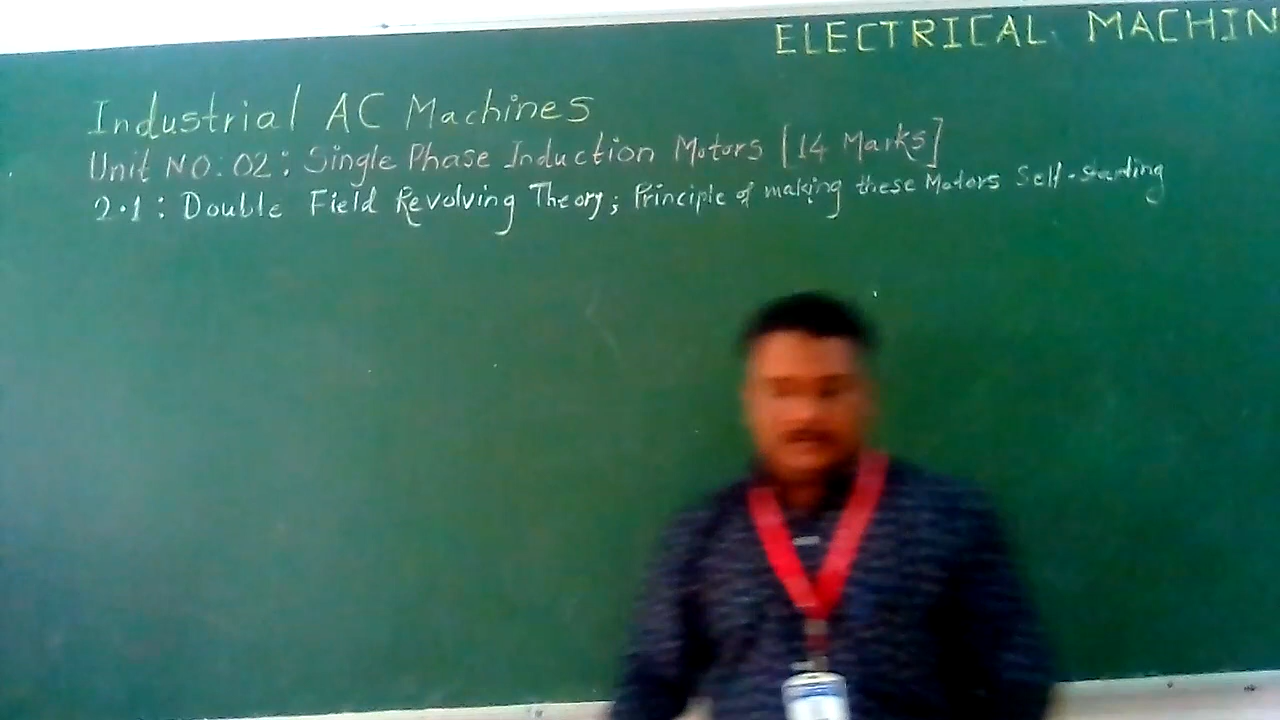 ELECTRICAL MACHIN
Industrial AC Machines
Unit NO: 02: Single Phase Induction Motors [14 Marks]
2.1: Double Field Revolving Theory; Principle of making these Motors Self-starting